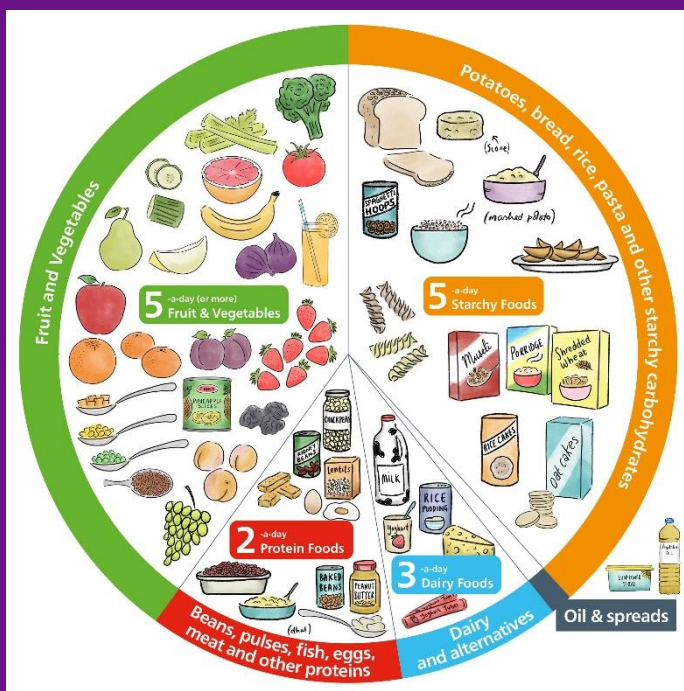 Fruit and Vegetables
Potatoes, bread, rice, pasta and other starchy carbohydrates
(Scone)
SPAGHETTI
HOOPS
(mashed potato)
5 -a-day (or more)
Fruit & Vegetables
5 -a-day
Starchy Foods
Muesli
PORRIDGE
Shredded
Wheat
PINEAPPLE
SLICES
RICE CAKES
Oat cakes
CHICKPEAS
KIDNEY
BEANS
Lentils
MILK
Yoghurt
RICE
PUDDING
2 -a-day
Protein Foods
3 -a-day
Dairy Foods
BAKED
BEANS
PEANUT
BUTTER
(dhal)
Beans, pulses, fish, eggs,
meat and other proteins
Dairy
and alternatives
Oil & spreads